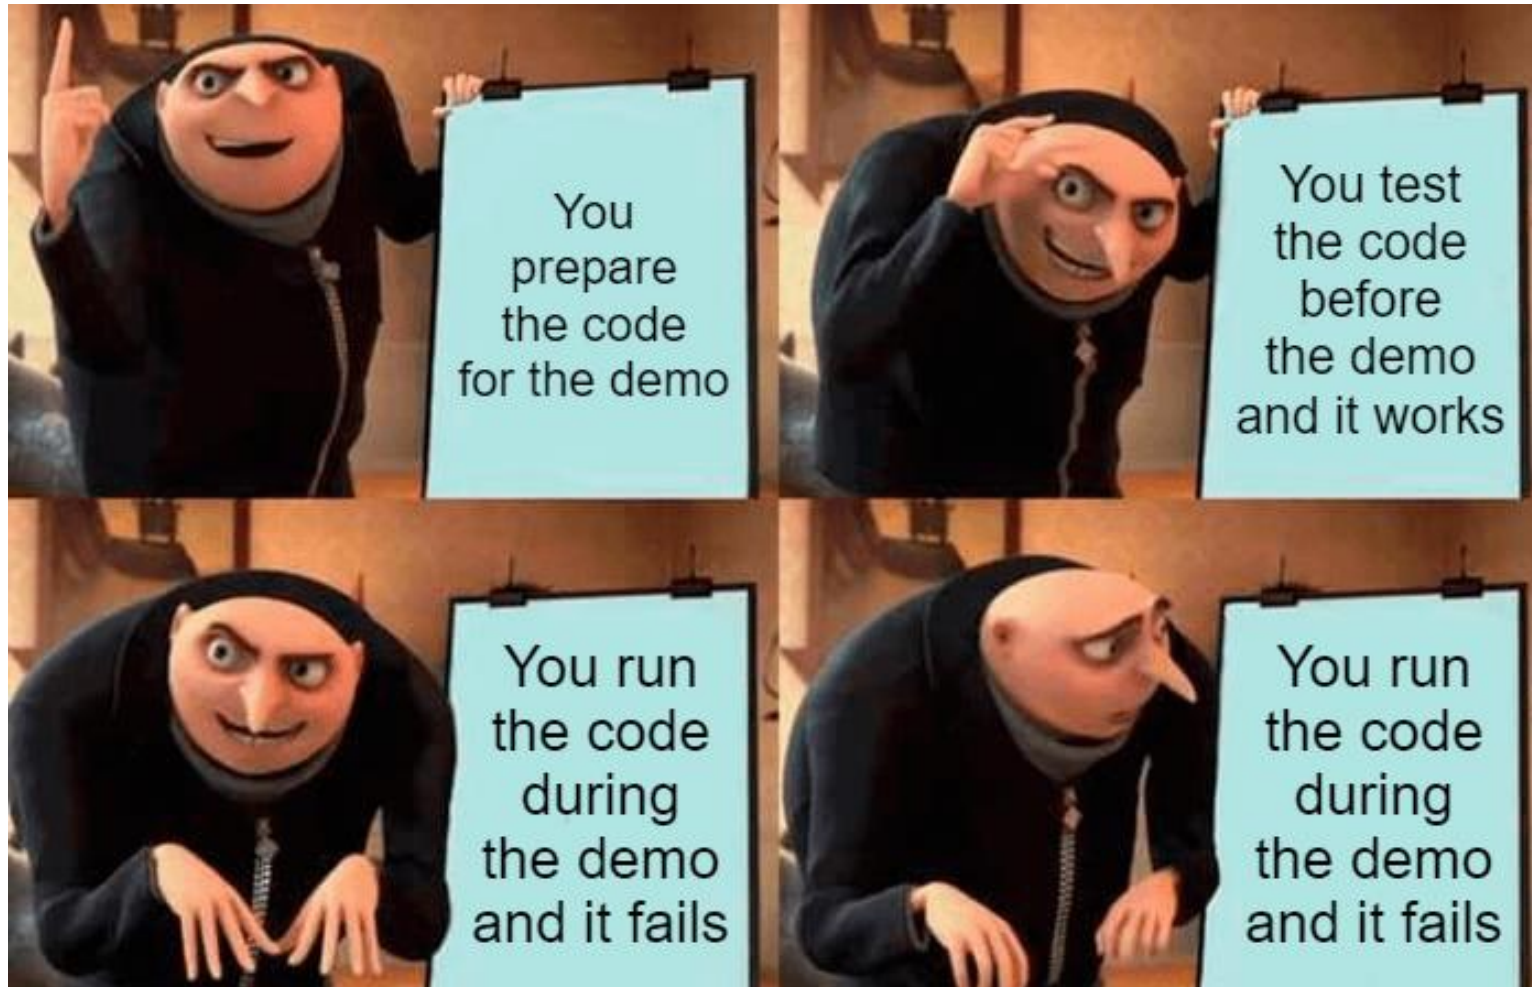 You
prepare
the code
for the demo
You test
the code
before
the demo
and it works
You run
the code
during
the demo
and it fails
You run
the code
during
the demo
and it fails